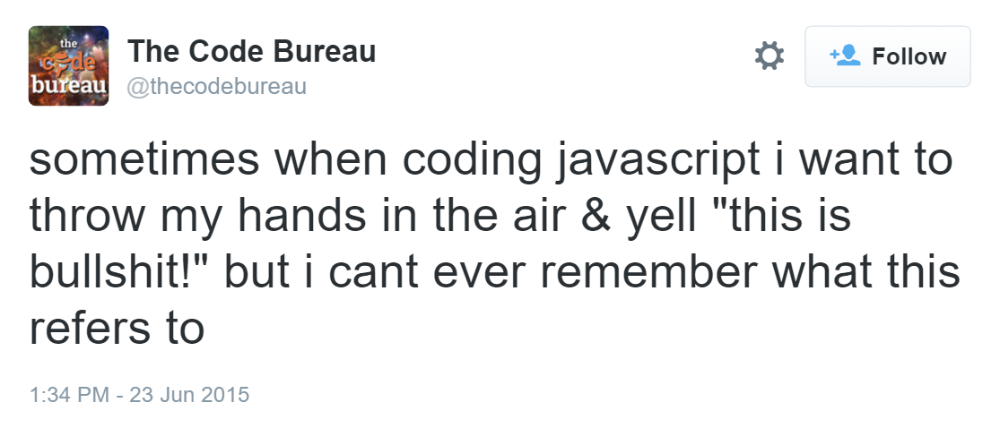 the
code
bureau
The Code Bureau
@thecodebureau
Follow
sometimes when coding javascript i want to
throw my hands in the air & yell "this is
bullshit!" but i cant ever remember what this
refers to
1:34 PM - 23 Jun 2015